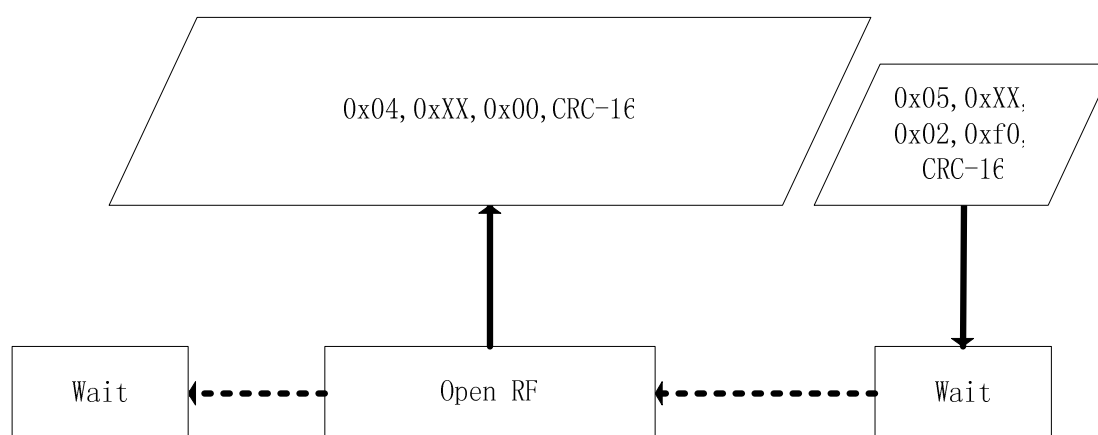 0x04,0xXX,0x00,CRC-16
0x05,0xXX,
0x02,0xf0,
CRC-16
Wait
Open RF
Wait